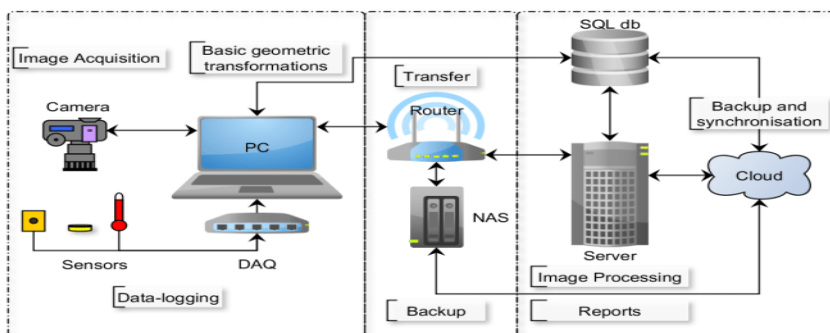 SQL db
Image Acquisition
Basic geometric
transformations
Transfer
Camera
Router
Backup and
synchronisation
PC
Cloud
NAS
Sensors
DAQ
Server
Image Processing
Data-logging
Backup
Reports